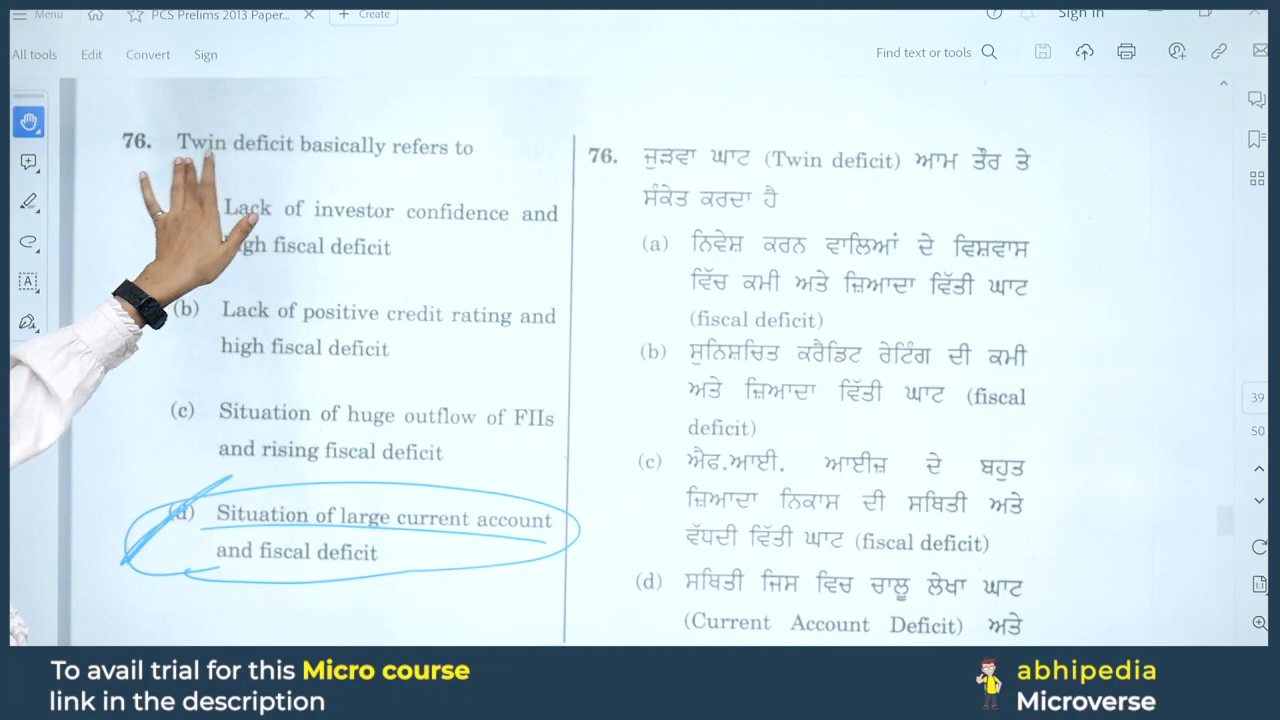 Menu
PCS Prelims 2013 Paper...
Create
Sign In
All tools Edit Convert Sign
Find text or tools
76. Twin deficit basically refers to
Lack of investor confidence and
high fiscal deficit
(b) Lack of positive credit rating and
high fiscal deficit
(c) Situation of huge outflow of FIIs
and rising fiscal deficit
(d) Situation of large current account
and fiscal deficit
76. ਜੁੜਵਾ ਘਾਟ (Twin deficit) ਆਮ ਤੌਰ ਤੇ
ਸੰਕੇਤ ਕਰਦਾ ਹੈ
(a) ਨਿਵੇਸ਼ ਕਰਨ ਵਾਲਿਆਂ ਦੇ ਵਿਸ਼ਵਾਸ
ਵਿੱਚ ਕਮੀ ਅਤੇ ਜ਼ਿਆਦਾ ਵਿੱਤੀ ਘਾਟ
(fiscal deficit)
(b) ਸੁਨਿਸ਼ਚਿਤ ਕਰੈਡਿਟ ਰੇਟਿੰਗ ਦੀ ਕਮੀ
ਅਤੇ ਜ਼ਿਆਦਾ ਵਿੱਤੀ ਘਾਟ (fiscal
deficit)
(c) ਐਫ.ਆਈ. ਆਈਜ਼ ਦੇ ਬਹੁਤ
ਜ਼ਿਆਦਾ ਨਿਕਾਸ ਦੀ ਸਥਿਤੀ ਅਤੇ
ਵੱਧਦੀ ਵਿੱਤੀ ਘਾਟ (fiscal deficit)
(d) ਸਥਿਤੀ ਜਿਸ ਵਿਚ ਚਾਲੂ ਲੇਖਾ ਘਾਟ
(Current Account Deficit) ਅਤੇ
39
50
To avail trial for this Micro course
link in the description
abhipedia
Microverse